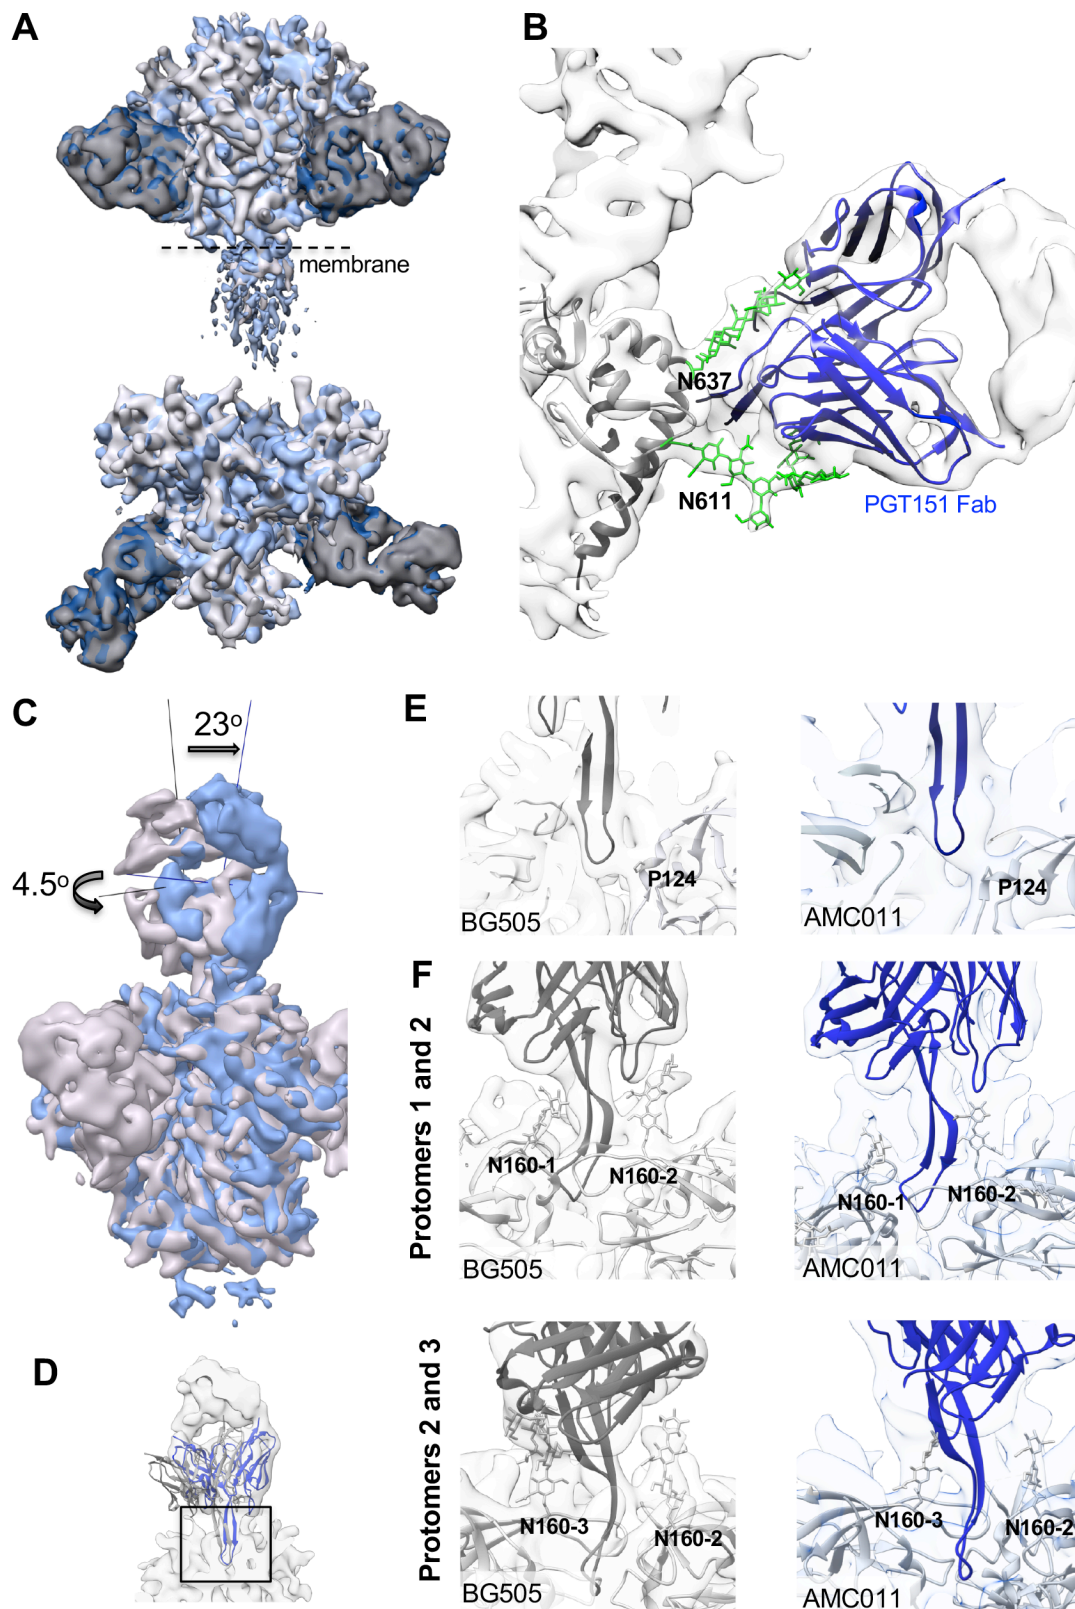 A
B
membrane
N637
N611
PGT151 Fab
C
23°
4.5°
D
E
P124
BG505
P124
AMC011
F
Protomers 1 and 2
N160-1
N160-2
BG505
N160-1
N160-2
AMC011
Protomers 2 and 3
N160-3
N160-2
BG505
N160-3
N160-2
AMC011